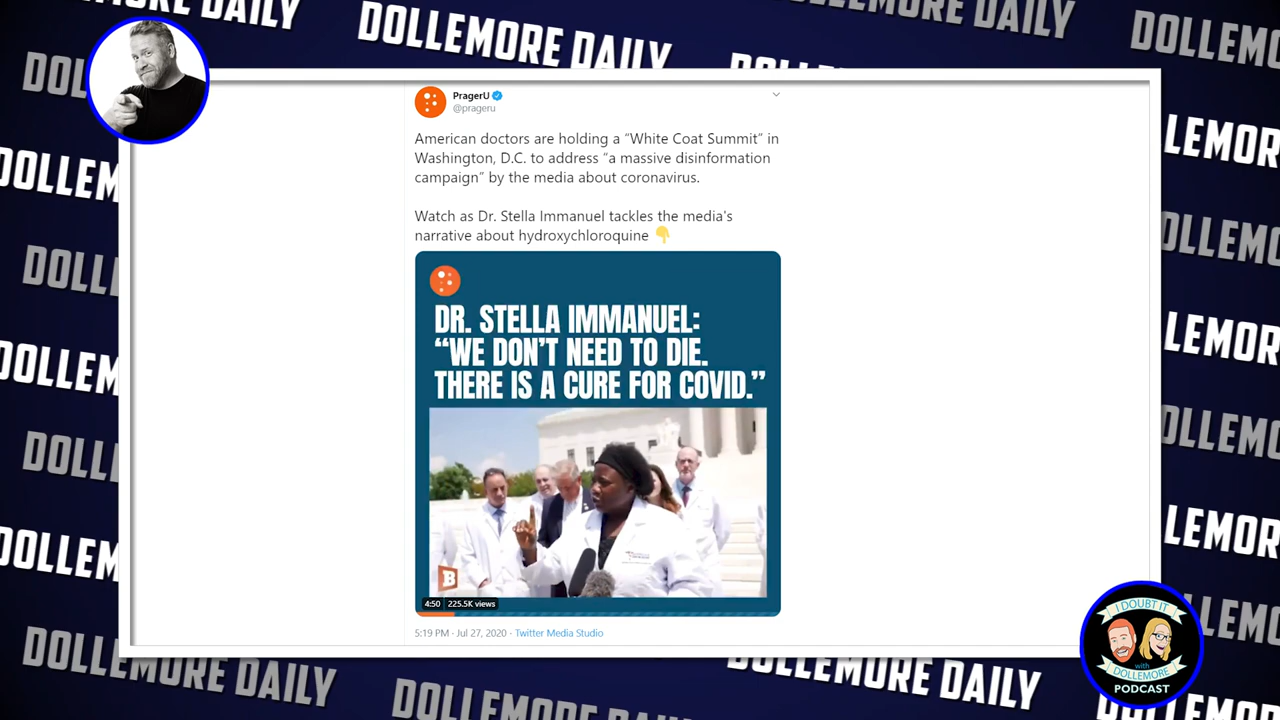 DOLLEMORE DAILY
PragerU
@prageru
American doctors are holding a “White Coat Summit” in
Washington, D.C. to address “a massive disinformation
campaign” by the media about coronavirus.
Watch as Dr. Stella Immanuel tackles the media's
narrative about hydroxychloroquine 👇
DR. STELLA IMMANUEL:
“WE DON’T NEED TO DIE.
THERE IS A CURE FOR COVID.”
B
4:50 225.5K views
5:19 PM · Jul 27, 2020 · Twitter Media Studio
I DOUBT IT
with
DOLLEMORE
PODCAST
DOLLEMORE DAILY